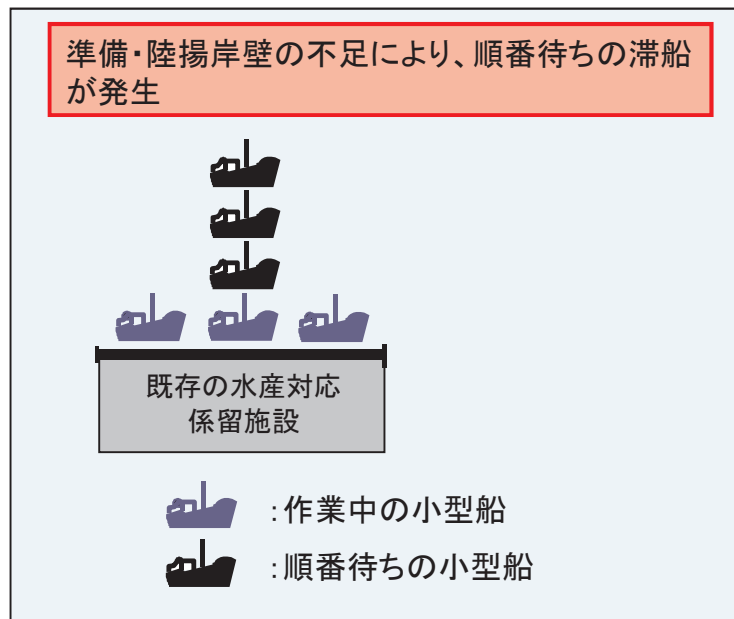 準備・陸揚岸壁の不足により、順番待ちの滞船
が発生
既存の水産対応
係留施設
:作業中の小型船
:順番待ちの小型船